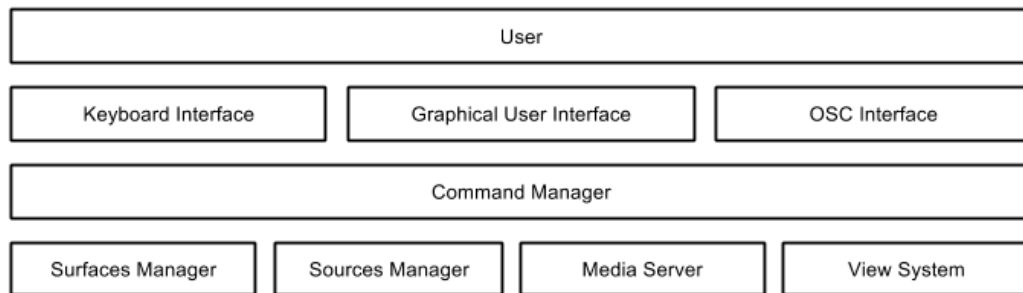 User
Keyboard Interface
Graphical User Interface
OSC Interface
Command Manager
Surfaces Manager
Sources Manager
Media Server
View System